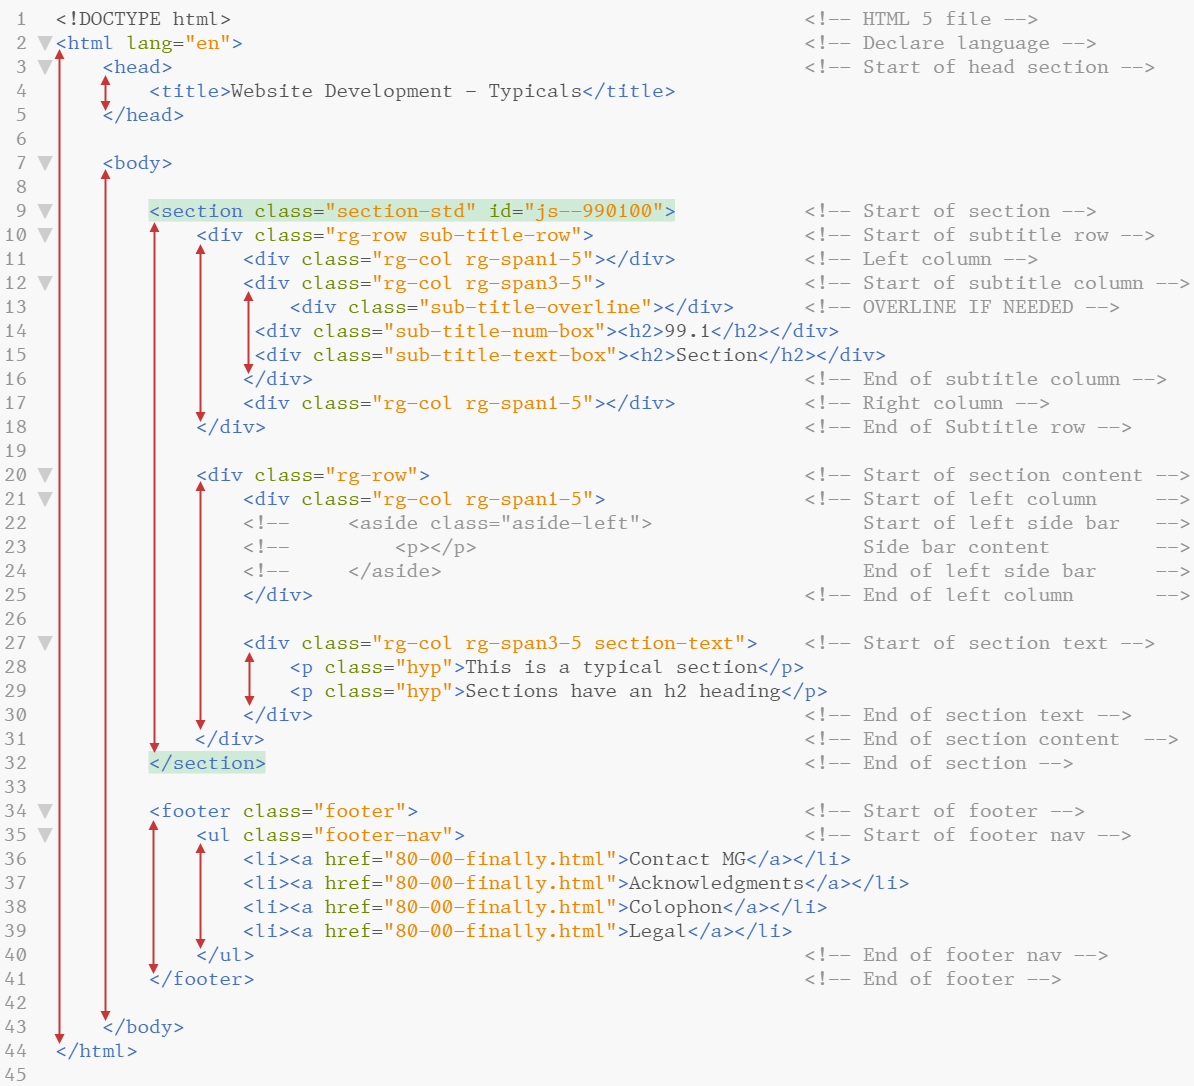 1 <!DOCTYPE html> <!-- HTML 5 file -->
2 <html lang="en"> <!-- Declare language -->
3 <head> <!-- Start of head section -->
4 <title>Website Development - Typicals</title>
5 </head>
6
7 <body>
8
9 <section class="section-std" id="js--990100"> <!-- Start of section -->
10 <div class="rg-row sub-title-row"> <!-- Start of subtitle row -->
11 <div class="rg-col rg-span1-5"></div> <!-- Left column -->
12 <div class="rg-col rg-span3-5"> <!-- Start of subtitle column -->
13 <div class="sub-title-overline"></div> <!-- OVERLINE IF NEEDED -->
14 <div class="sub-title-num-box"><h2>99.1</h2></div>
15 <div class="sub-title-text-box"><h2>Section</h2></div>
16 </div> <!-- End of subtitle column -->
17 <div class="rg-col rg-span1-5"></div> <!-- Right column -->
18 </div> <!-- End of Subtitle row -->
19
20 <div class="rg-row"> <!-- Start of section content -->
21 <div class="rg-col rg-span1-5"> <!-- Start of left column -->
22 <!-- <aside class="aside-left"> Start of left side bar -->
23 <!-- <p></p> Side bar content -->
24 <!-- </aside> End of left side bar -->
25 </div> <!-- End of left column -->
26
27 <div class="rg-col rg-span3-5 section-text"> <!-- Start of section text -->
28 <p class="hyp">This is a typical section</p>
29 <p class="hyp">Sections have an h2 heading</p>
30 </div> <!-- End of section text -->
31 </div> <!-- End of section content -->
32 </section> <!-- End of section -->
33
34 <footer class="footer"> <!-- Start of footer -->
35 <ul class="footer-nav"> <!-- Start of footer nav -->
36 <li><a href="80-00-finally.html">Contact MG</a></li>
37 <li><a href="80-00-finally.html">Acknowledgments</a></li>
38 <li><a href="80-00-finally.html">Colophon</a></li>
39 <li><a href="80-00-finally.html">Legal</a></li>
40 </ul> <!-- End of footer nav -->
41 </footer> <!-- End of footer -->
42
43 </body>
44 </html>
45